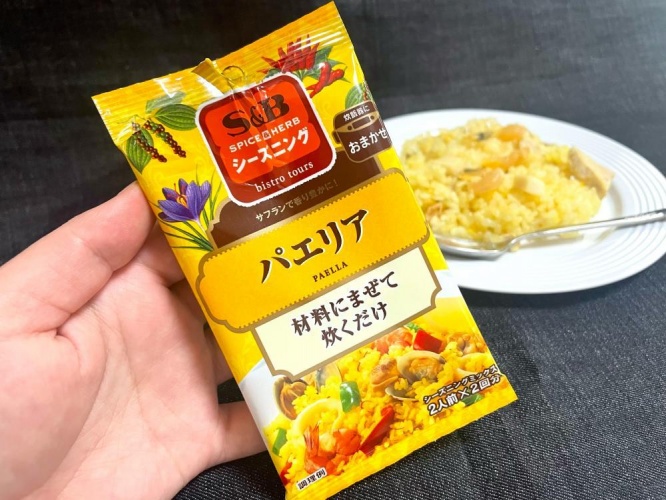 S&B
SPICE&HERB
シーズニング
bistro tours
炊飯器に
おまかせ
サフランで香り豊かに!
パエリア
PAELLA
材料にまぜて
炊くだけ
シーズニングミックス
2人前×2回分
調理例